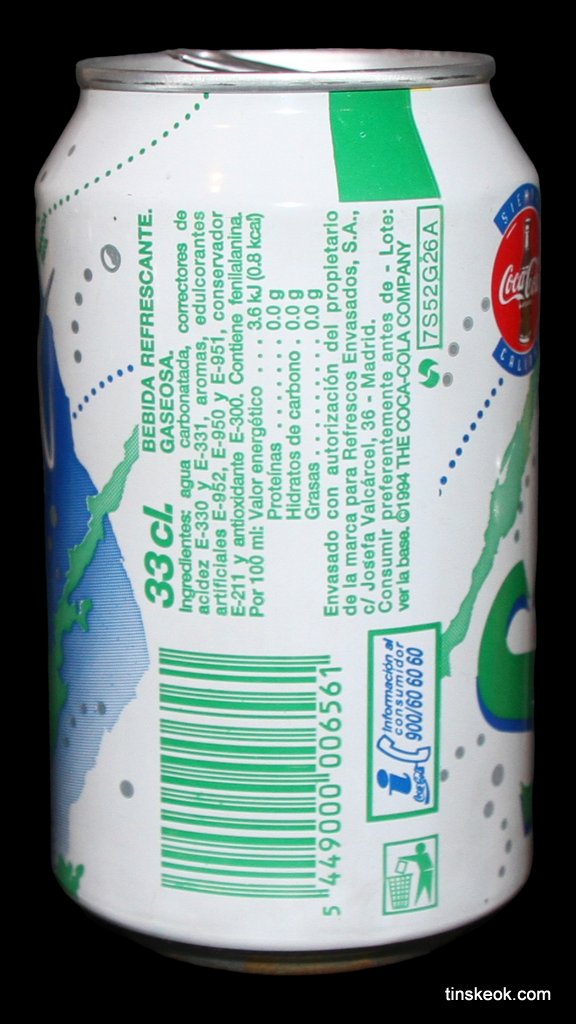 33 cl.
BEBIDA REFRESCANTE.
GASEOSA.
Ingredientes: agua carbonatada, correctores de
acidez E-330 y E-331, aromas, edulcorantes
artificiales E-952, E-950 y E-951, conservador
E-211 y antioxidante E-300. Contiene fenilalanina.
Por 100 ml: Valor energético . . . . 3.6 kJ (0.8 kcal)
Proteínas . . . . . . . . . . . . 0.0 g
Hidratos de carbono . 0.0 g
Grasas . . . . . . . . . . . . . . 0.0 g
Envasado con autorización del propietario
de la marca para Refrescos Envasados, S.A.,
c/ Josefa Valcárcel, 36 - Madrid.
Consumir preferentemente antes de - Lote:
ver la base. ©1994 THE COCA-COLA COMPANY
7S52G26A
5 449000 006561
i
Coca-Cola
Información al
consumidor
900/60 60 60
Coca-Cola
tinskeok.com